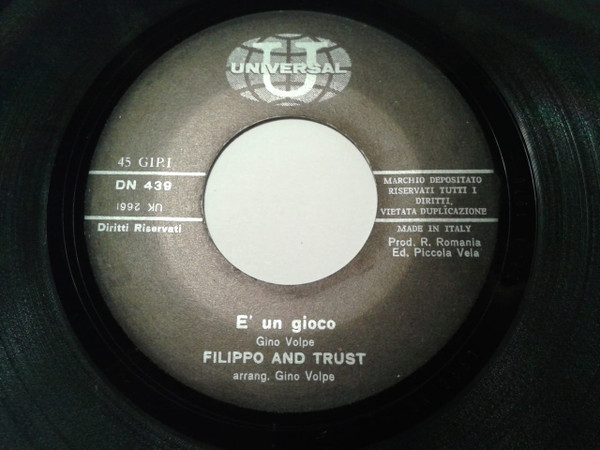 U
UNIVERSAL
45 GIRI
DN 439
UK 2661
Diritti Riservati
MARCHIO DEPOSITATO
RISERVATI TUTTI I
DIRITTI,
VIETATA DUPLICAZIONE
MADE IN ITALY
Prod. R. Romania
Ed. Piccola Vela
E' un gioco
Gino Volpe
FILIPPO AND TRUST
arrang. Gino Volpe